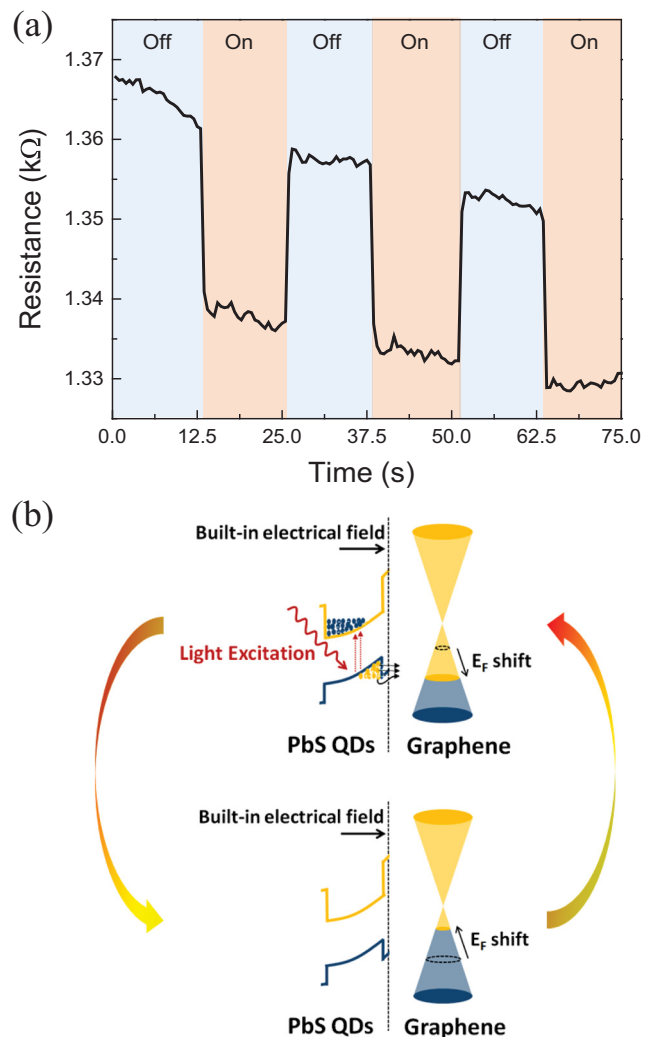 (a)
Off On Off On Off On
1.37
1.36
1.35
1.34
1.33
Resistance (kΩ)
0.0 12.5 25.0 37.5 50.0 62.5 75.0
Time (s)
(b)
Built-in electrical field
Light Excitation
E_F shift
PbS QDs Graphene
Built-in electrical field
E_F shift
PbS QDs Graphene